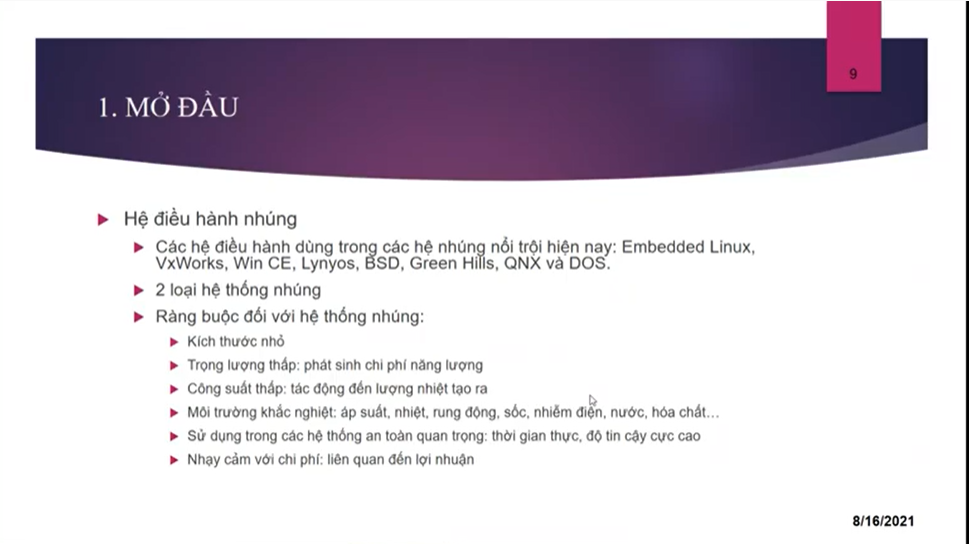 9
1. MỞ ĐẦU
Hệ điều hành nhúng
Các hệ điều hành dùng trong các hệ nhúng nổi trội hiện nay: Embedded Linux,
VxWorks, Win CE, Lynyos, BSD, Green Hills, QNX và DOS.
2 loại hệ thống nhúng
Ràng buộc đối với hệ thống nhúng:
Kích thước nhỏ
Trọng lượng thấp: phát sinh chi phí năng lượng
Công suất thấp: tác động đến lượng nhiệt tạo ra
Môi trường khắc nghiệt: áp suất, nhiệt, rung động, sốc, nhiễm điện, nước, hóa chất…
Sử dụng trong các hệ thống an toàn quan trọng: thời gian thực, độ tin cậy cực cao
Nhạy cảm với chi phí: liên quan đến lợi nhuận
8/16/2021